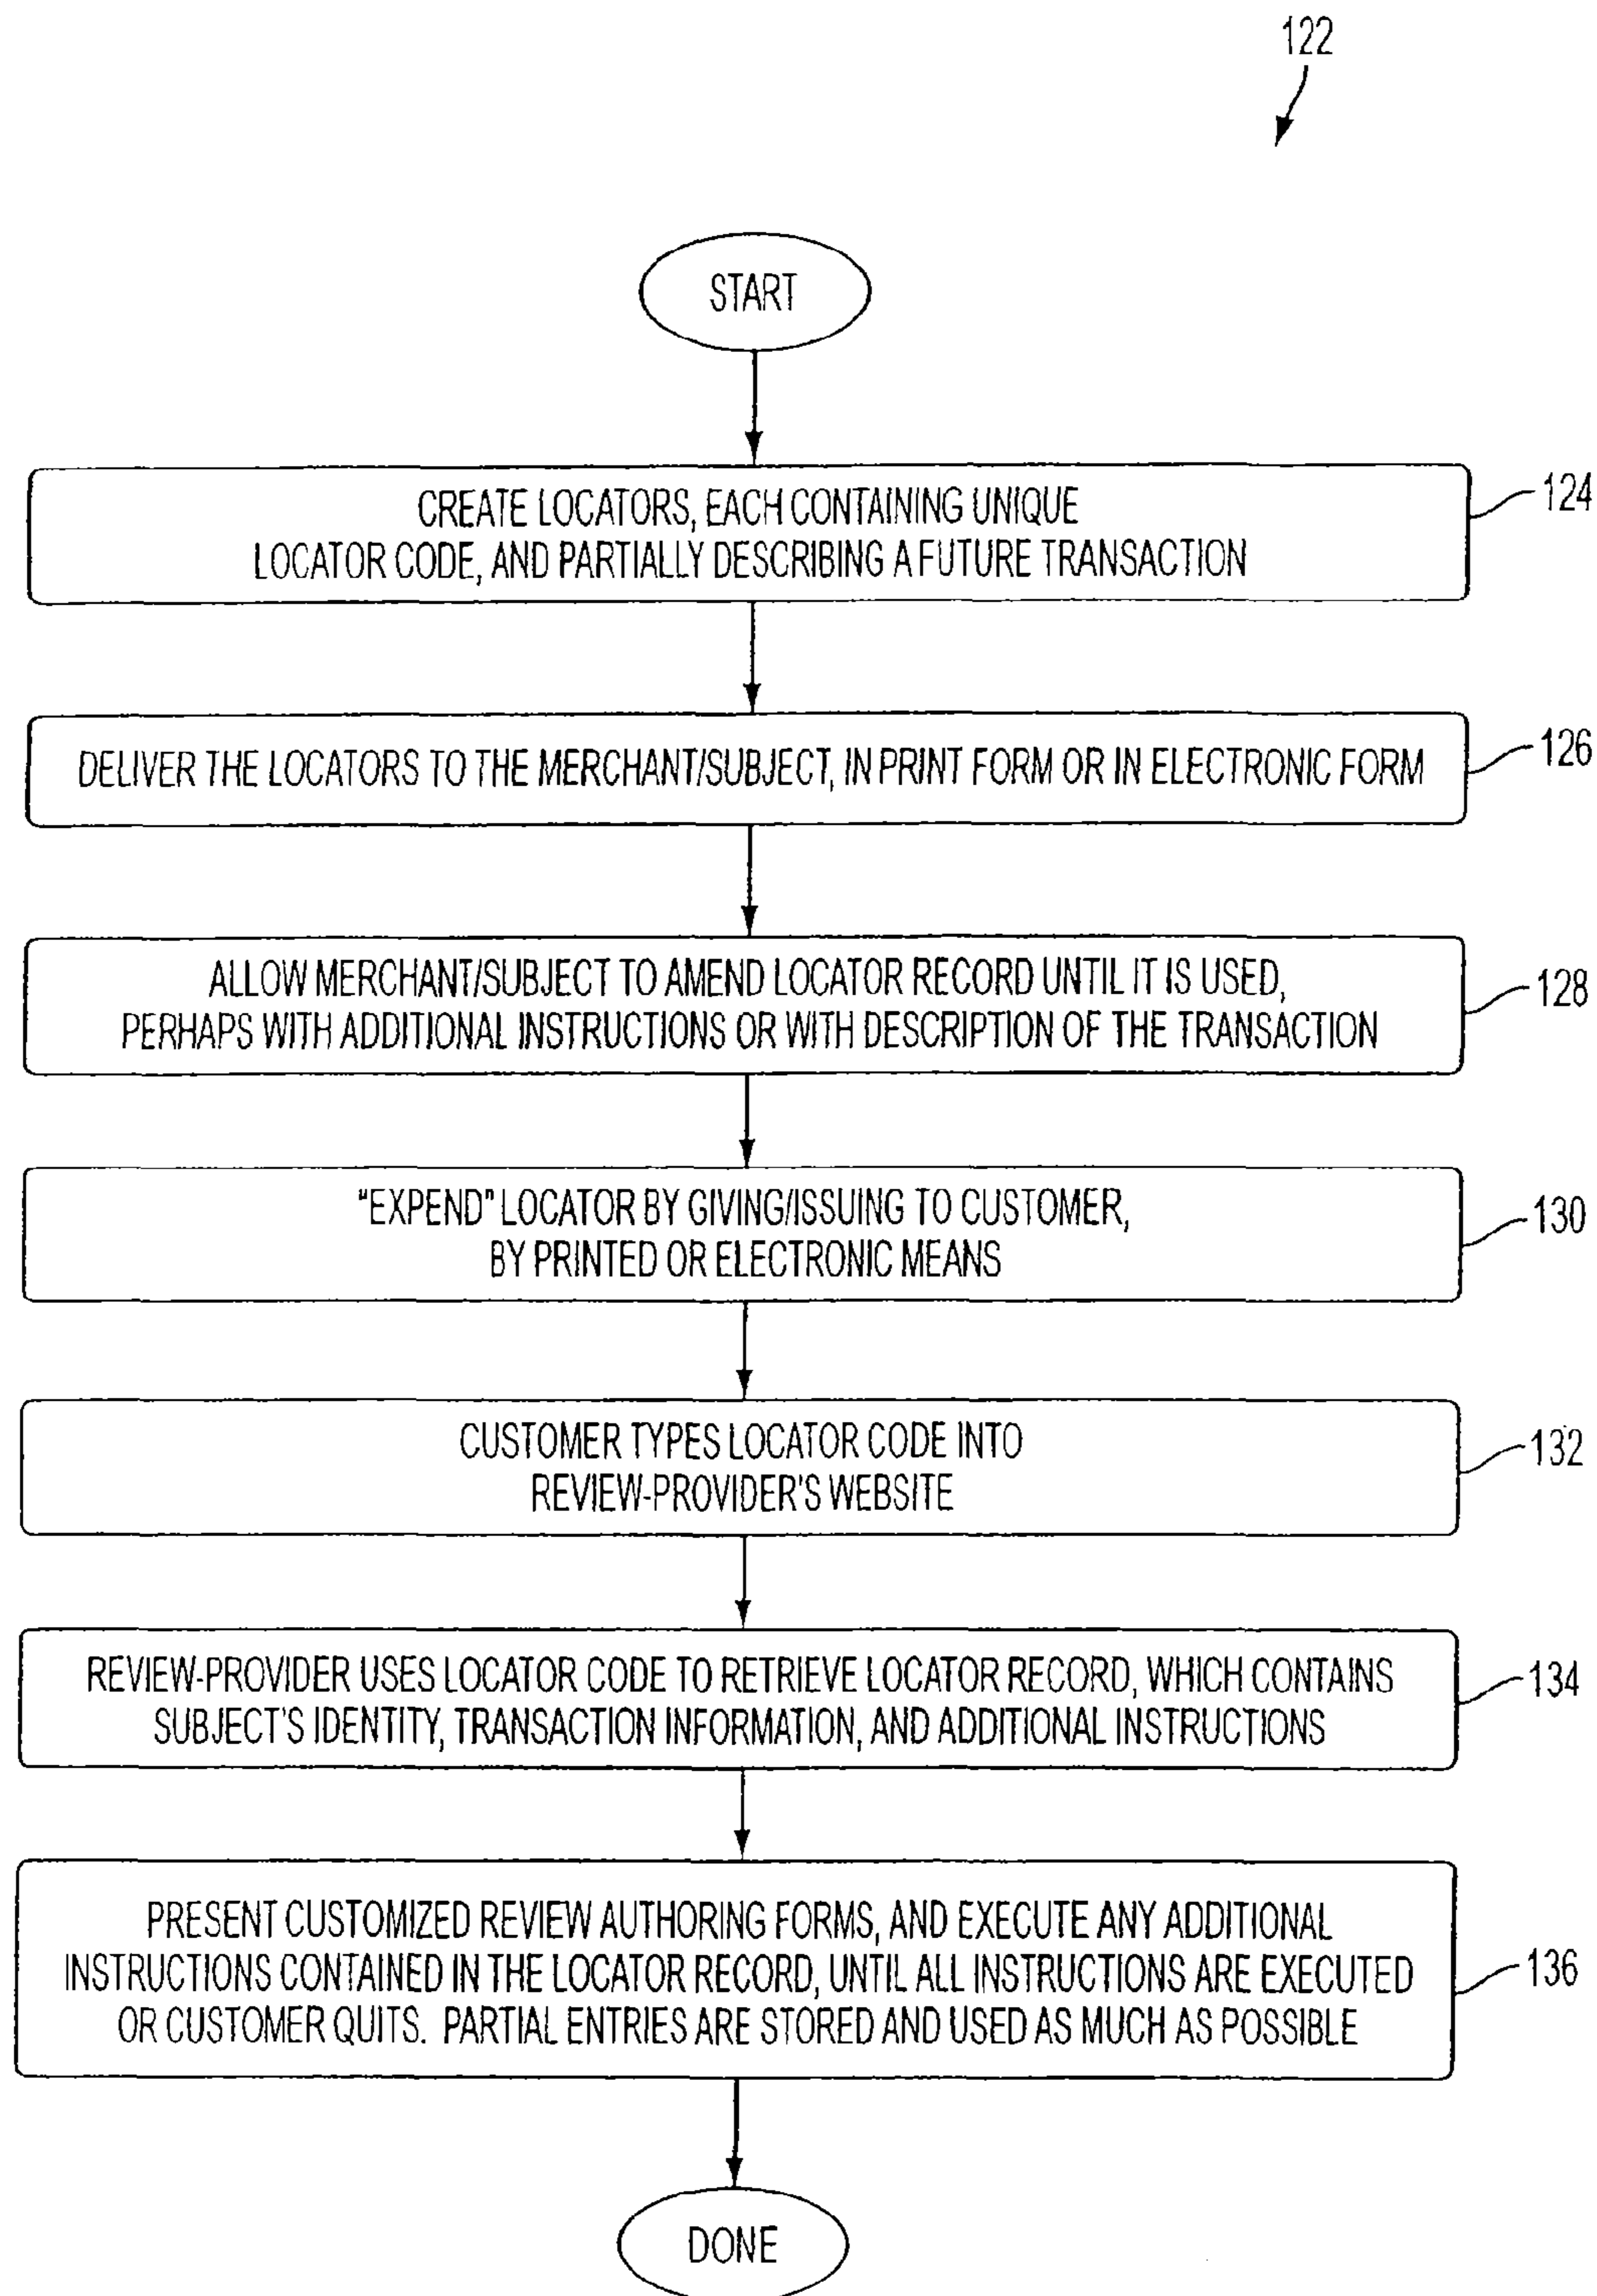 122
START
CREATE LOCATORS, EACH CONTAINING UNIQUE
LOCATOR CODE, AND PARTIALLY DESCRIBING A FUTURE TRANSACTION
124
DELIVER THE LOCATORS TO THE MERCHANT/SUBJECT, IN PRINT FORM OR IN ELECTRONIC FORM
126
ALLOW MERCHANT/SUBJECT TO AMEND LOCATOR RECORD UNTIL IT IS USED,
PERHAPS WITH ADDITIONAL INSTRUCTIONS OR WITH DESCRIPTION OF THE TRANSACTION
128
"EXPEND" LOCATOR BY GIVING/ISSUING TO CUSTOMER,
BY PRINTED OR ELECTRONIC MEANS
130
CUSTOMER TYPES LOCATOR CODE INTO
REVIEW-PROVIDER'S WEBSITE
132
REVIEW-PROVIDER USES LOCATOR CODE TO RETRIEVE LOCATOR RECORD, WHICH CONTAINS
SUBJECT'S IDENTITY, TRANSACTION INFORMATION, AND ADDITIONAL INSTRUCTIONS
134
PRESENT CUSTOMIZED REVIEW AUTHORING FORMS, AND EXECUTE ANY ADDITIONAL
INSTRUCTIONS CONTAINED IN THE LOCATOR RECORD, UNTIL ALL INSTRUCTIONS ARE EXECUTED
OR CUSTOMER QUITS. PARTIAL ENTRIES ARE STORED AND USED AS MUCH AS POSSIBLE
136
DONE